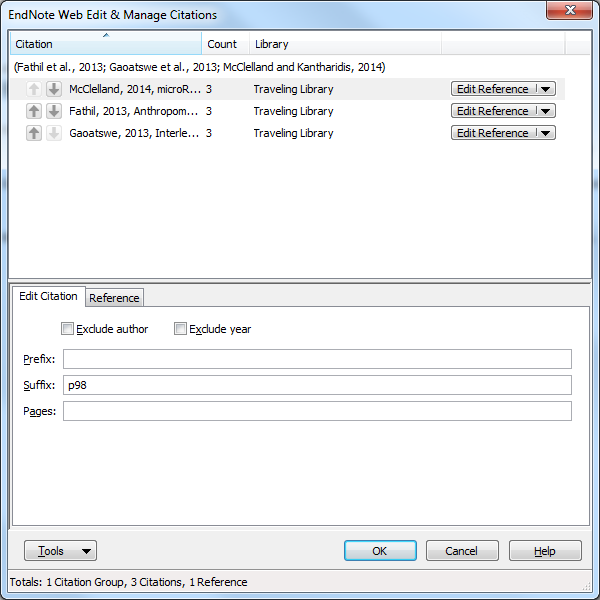 EndNote Web Edit & Manage Citations
Citation Count Library
(Fathil et al., 2013; Gaoatswe et al., 2013; McClelland and Kantharidis, 2014)
McClelland, 2014, microR... 3 Traveling Library Edit Reference
Fathil, 2013, Anthropom... 3 Traveling Library Edit Reference
Gaoatswe, 2013, Interle... 3 Traveling Library Edit Reference
Edit Citation Reference
Exclude author Exclude year
Prefix:
Suffix: p98
Pages:
Tools OK Cancel Help
Totals: 1 Citation Group, 3 Citations, 1 Reference